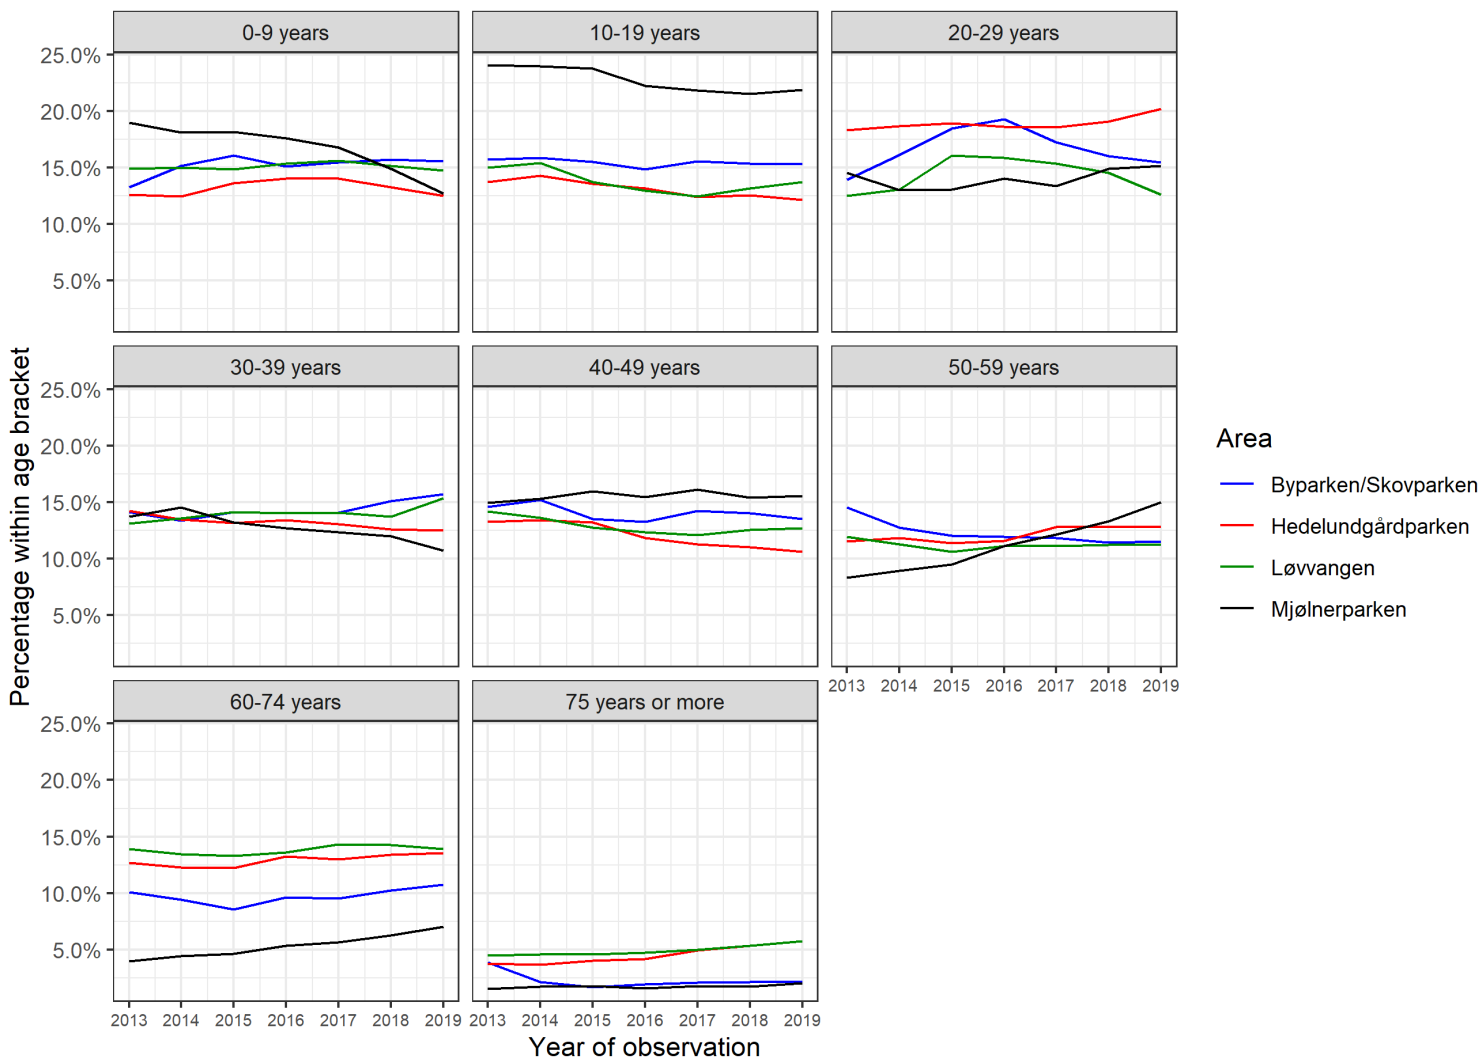 0-9 years
10-19 years
20-29 years
25.0%
20.0%
15.0%
10.0%
5.0%
30-39 years
40-49 years
50-59 years
25.0%
20.0%
15.0%
10.0%
5.0%
2013 2014 2015 2016 2017 2018 2019
60-74 years
75 years or more
25.0%
20.0%
15.0%
10.0%
5.0%
2013 2014 2015 2016 2017 2018 2019
2013 2014 2015 2016 2017 2018 2019
Percentage within age bracket
Year of observation
Area
Byparken/Skovparken
Hedelundgårdparken
Løvvangen
Mjølnerparken